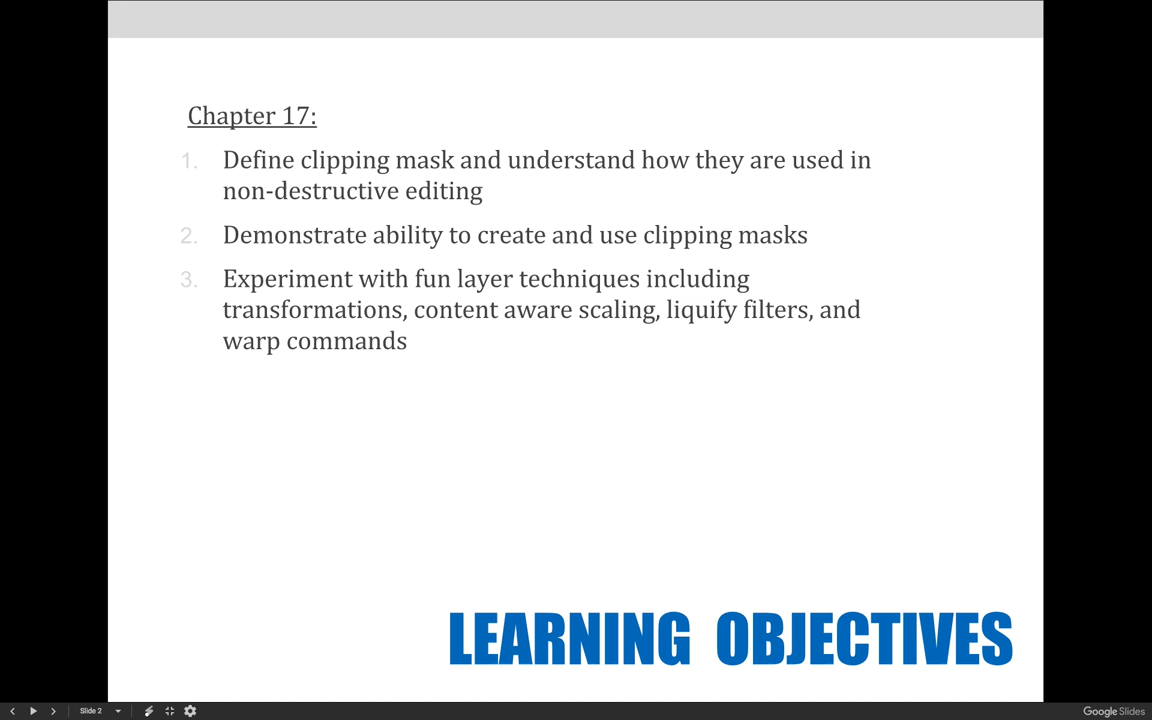 Chapter 17:
1. Define clipping mask and understand how they are used in
non-destructive editing
2. Demonstrate ability to create and use clipping masks
3. Experiment with fun layer techniques including
transformations, content aware scaling, liquify filters, and
warp commands
LEARNING OBJECTIVES
Slide 2
Google Slides